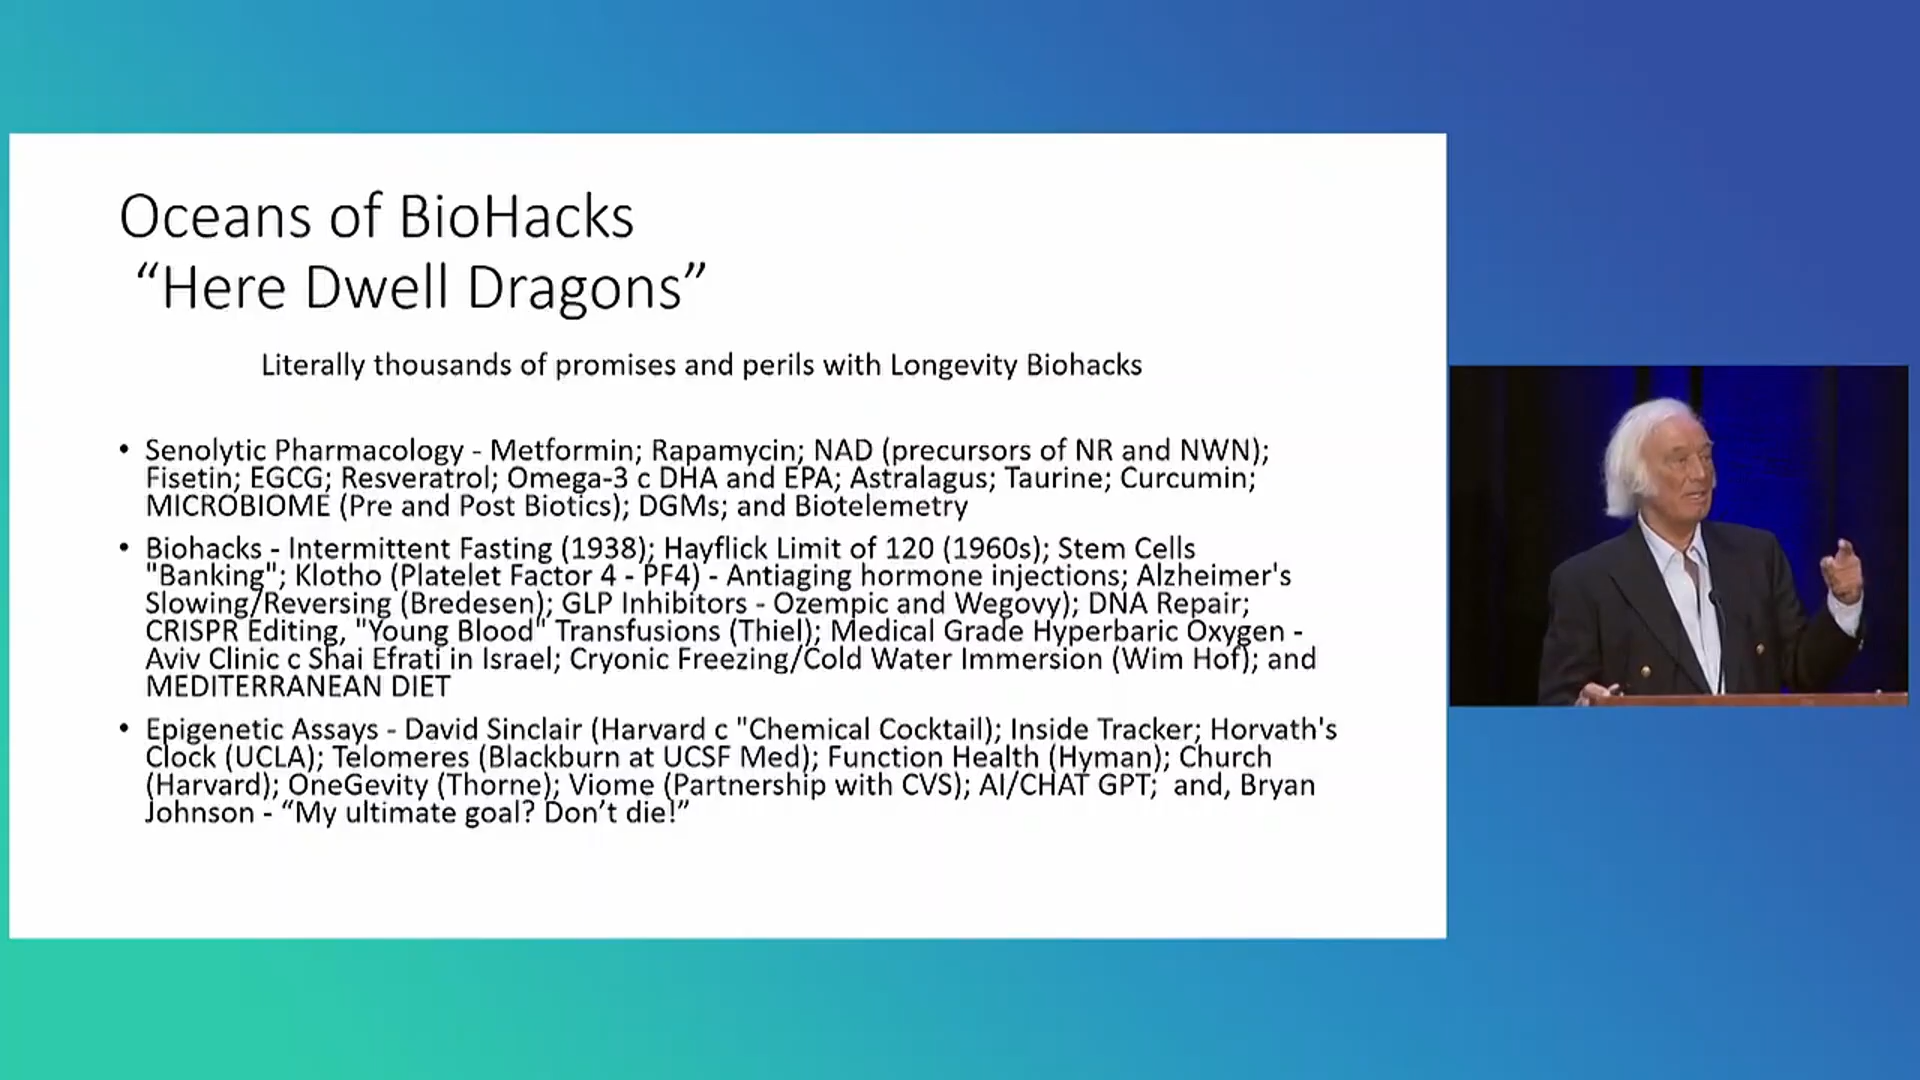 Oceans of BioHacks
“Here Dwell Dragons”
Literally thousands of promises and perils with Longevity Biohacks
• Senolytic Pharmacology - Metformin; Rapamycin; NAD (precursors of NR and NWN);
Fisetin; EGCG; Resveratrol; Omega-3 c DHA and EPA; Astralagus; Taurine; Curcumin;
MICROBIOME (Pre and Post Biotics); DGMs; and Biotelemetry
• Biohacks - Intermittent Fasting (1938); Hayflick Limit of 120 (1960s); Stem Cells
"Banking"; Klotho (Platelet Factor 4 - PF4) - Antiaging hormone injections; Alzheimer's
Slowing/Reversing (Bredesen); GLP Inhibitors - Ozempic and Wegovy); DNA Repair;
CRISPR Editing, "Young Blood" Transfusions (Thiel); Medical Grade Hyperbaric Oxygen -
Aviv Clinic c Shai Efrati in Israel; Cryonic Freezing/Cold Water Immersion (Wim Hof); and
MEDITERRANEAN DIET
• Epigenetic Assays - David Sinclair (Harvard c "Chemical Cocktail); Inside Tracker; Horvath's
Clock (UCLA); Telomeres (Blackburn at UCSF Med); Function Health (Hyman); Church
(Harvard); OneGevity (Thorne); Viome (Partnership with CVS); AI/CHAT GPT; and, Bryan
Johnson - “My ultimate goal? Don’t die!”